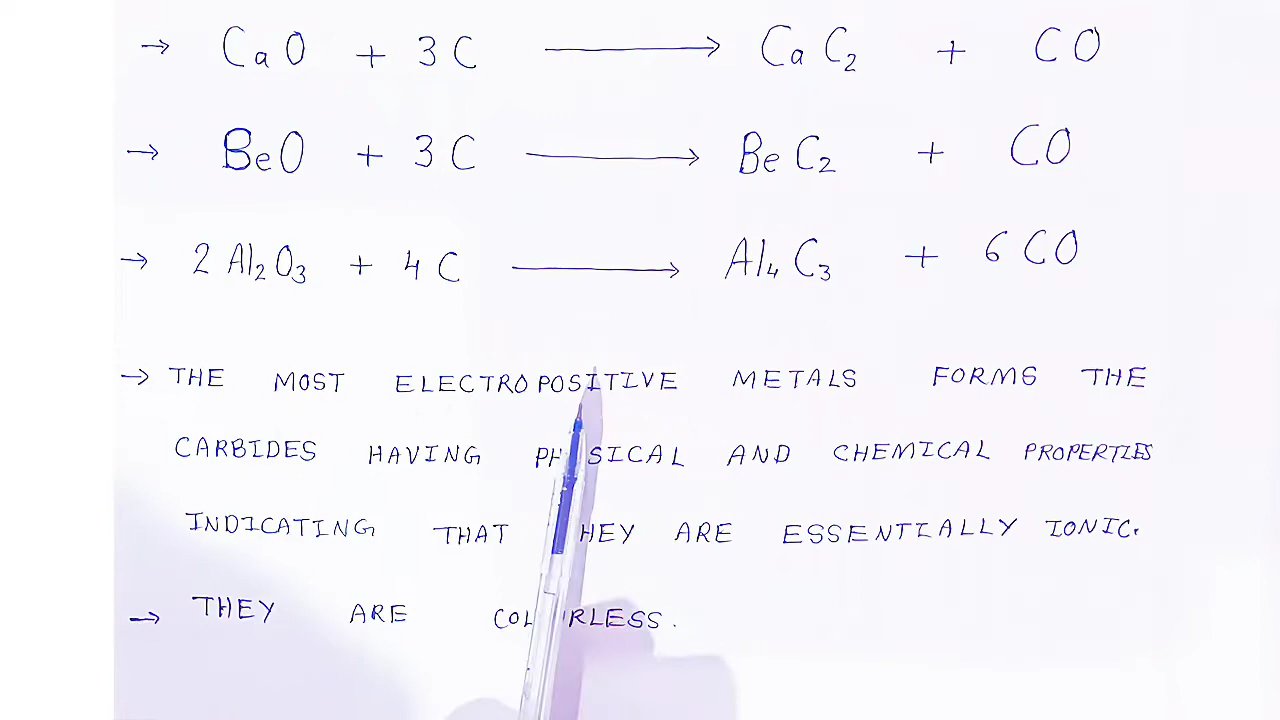 → CaO + 3C ⟶ CaC₂ + CO
→ BeO + 3C ⟶ BeC₂ + CO
→ 2Al₂O₃ + 4C ⟶ Al₄C₃ + 6CO
→ THE MOST ELECTROPOSITIVE METALS FORMS THE
CARBIDES HAVING PHYSICAL AND CHEMICAL PROPERTIES
INDICATING THAT THEY ARE ESSENTIALLY IONIC.
→ THEY ARE COLOURLESS.